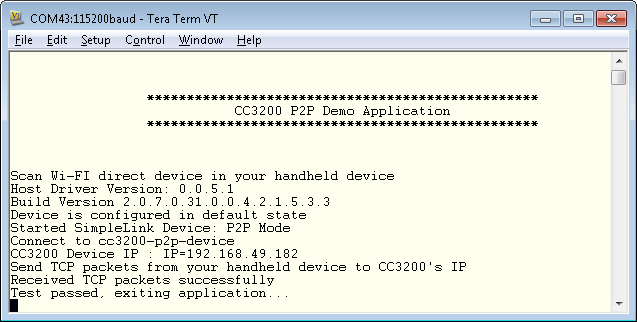 COM43:115200baud - Tera Term VT
File Edit Setup Control Window Help
**************************************************
CC3200 P2P Demo Application
**************************************************
Scan Wi-FI direct device in your handheld device
Host Driver Version: 0.0.5.1
Build Version 2.0.7.0.31.0.0.4.2.1.5.3.3
Device is configured in default state
Started SimpleLink Device: P2P Mode
Connect to cc3200-p2p-device
CC3200 Device IP : IP=192.168.49.182
Send TCP packets from your handheld device to CC3200's IP
Received TCP packets successfully
Test passed, exiting application...